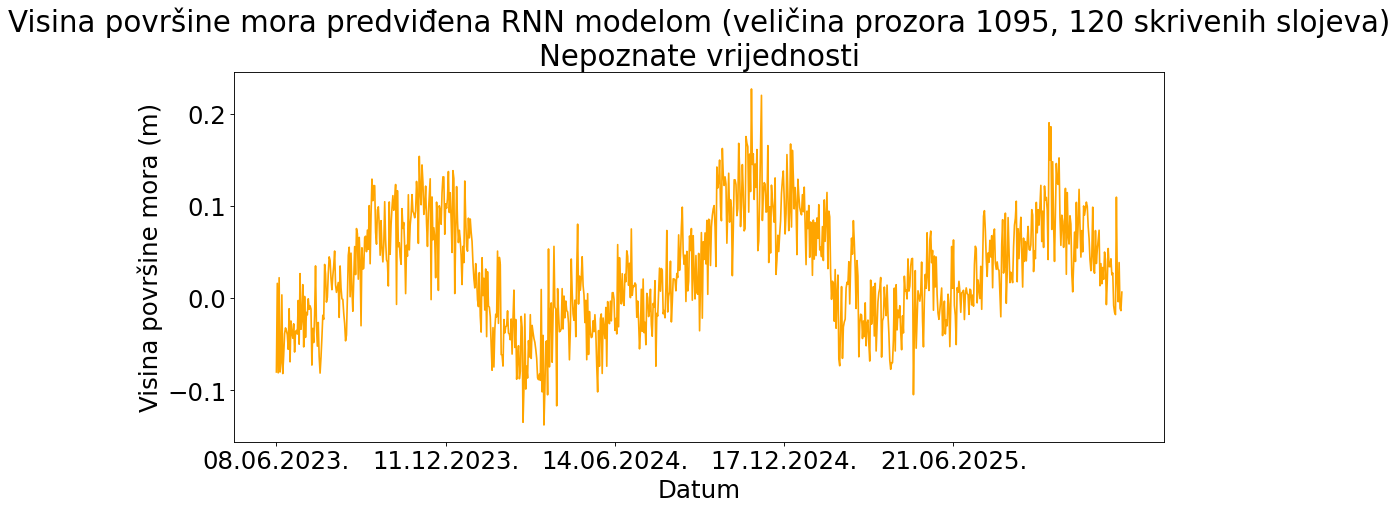 Visina površine mora predviđena RNN modelom (veličina prozora 1095, 120 skrivenih slojeva)
Nepoznate vrijednosti
Visina površine mora (m)
0.2
0.1
0.0
−0.1
08.06.2023.
11.12.2023.
14.06.2024.
17.12.2024.
21.06.2025.
Datum